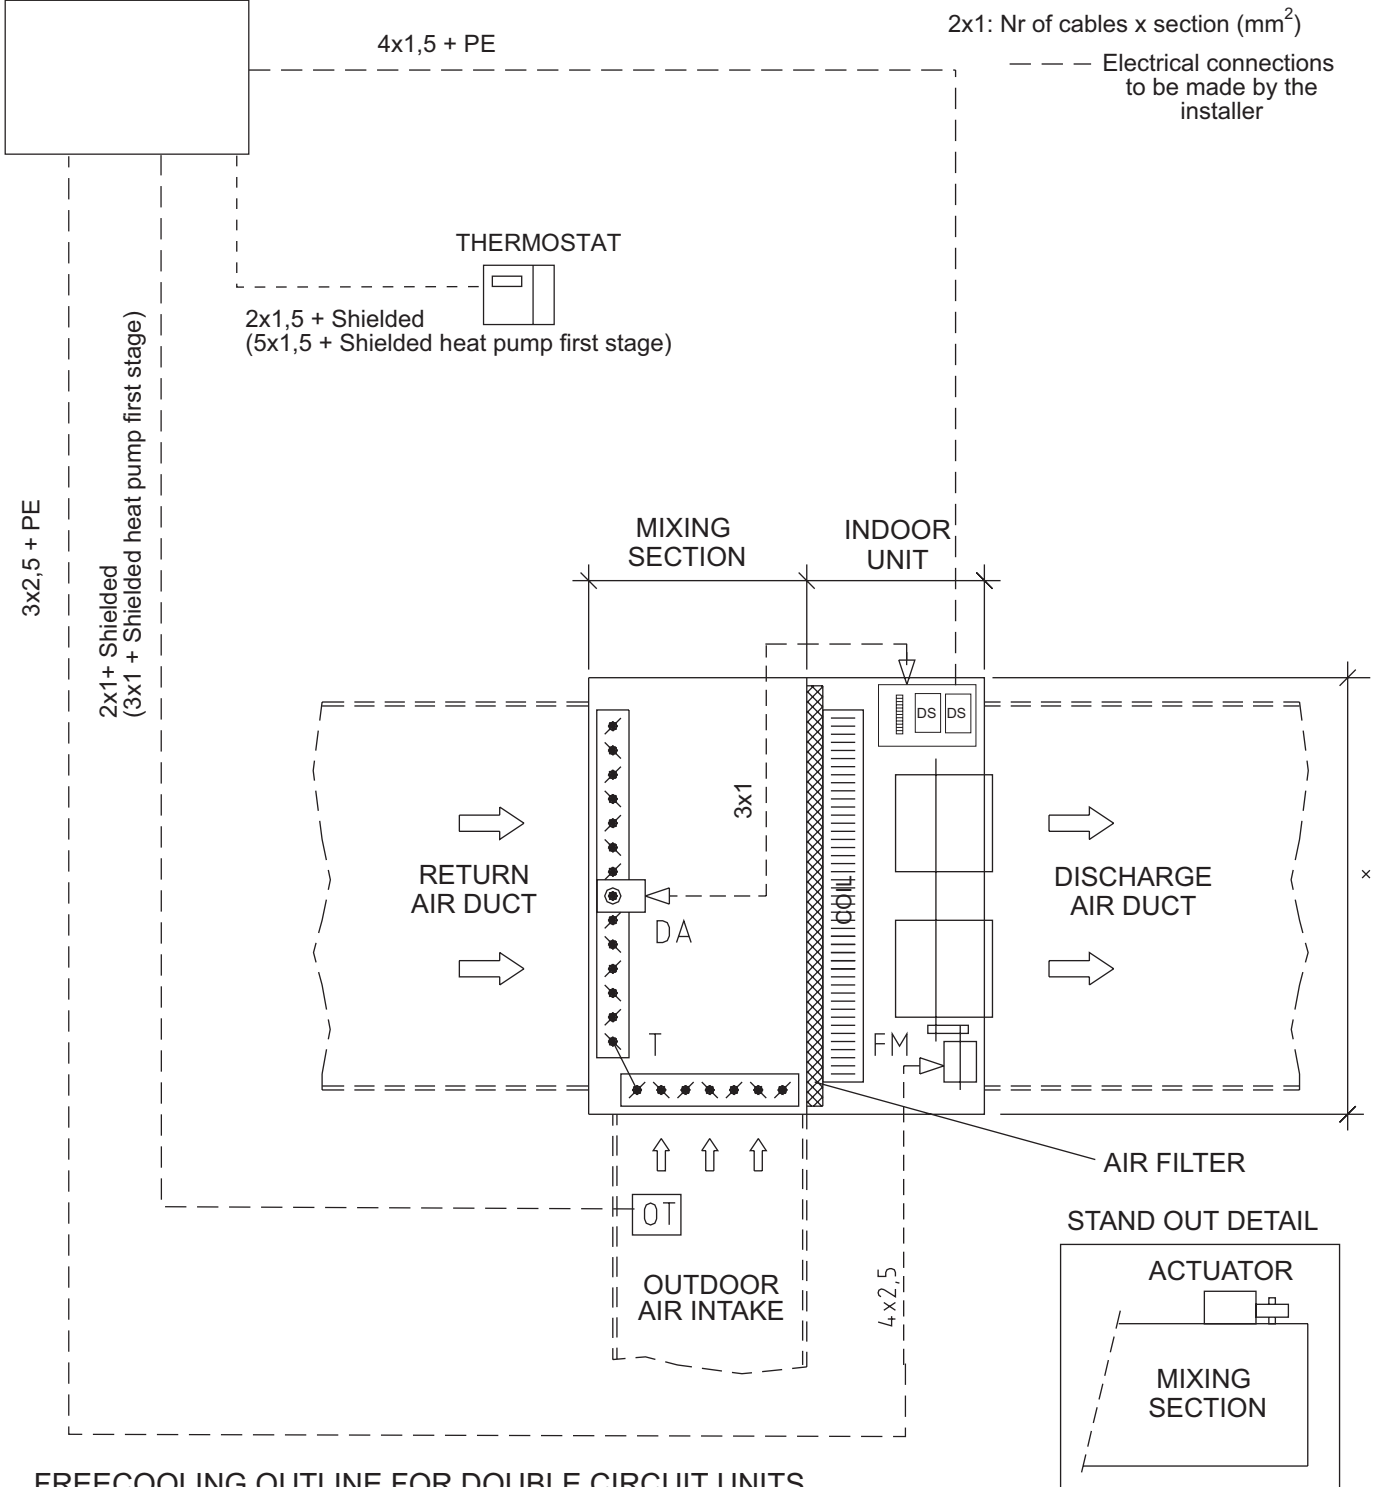 4x1,5 + PE
2x1: Nr of cables x section (mm²)
Electrical connections
to be made by the
installer
THERMOSTAT
2x1,5 + Shielded
(5x1,5 + Shielded heat pump first stage)
3x2,5 + PE
2x1+ Shielded
(3x1 + Shielded heat pump first stage)
MIXING
SECTION
INDOOR
UNIT
DS DS
3x1
COIL
RETURN
AIR DUCT
DA
DISCHARGE
AIR DUCT
x
T
FM
AIR FILTER
OT
OUTDOOR
AIR INTAKE
4x2,5
STAND OUT DETAIL
ACTUATOR
MIXING
SECTION
FREECOOLING OUTLINE FOR DOUBLE CIRCUIT UNITS